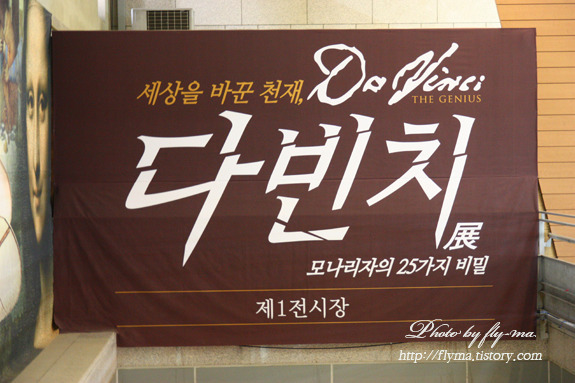 세상을 바꾼 천재, Da Vinci
THE GENIUS
다빈치 展
모나리자의 25가지 비밀
제1전시장
Photo by fly-ma.
http://flyma.tistory.com/